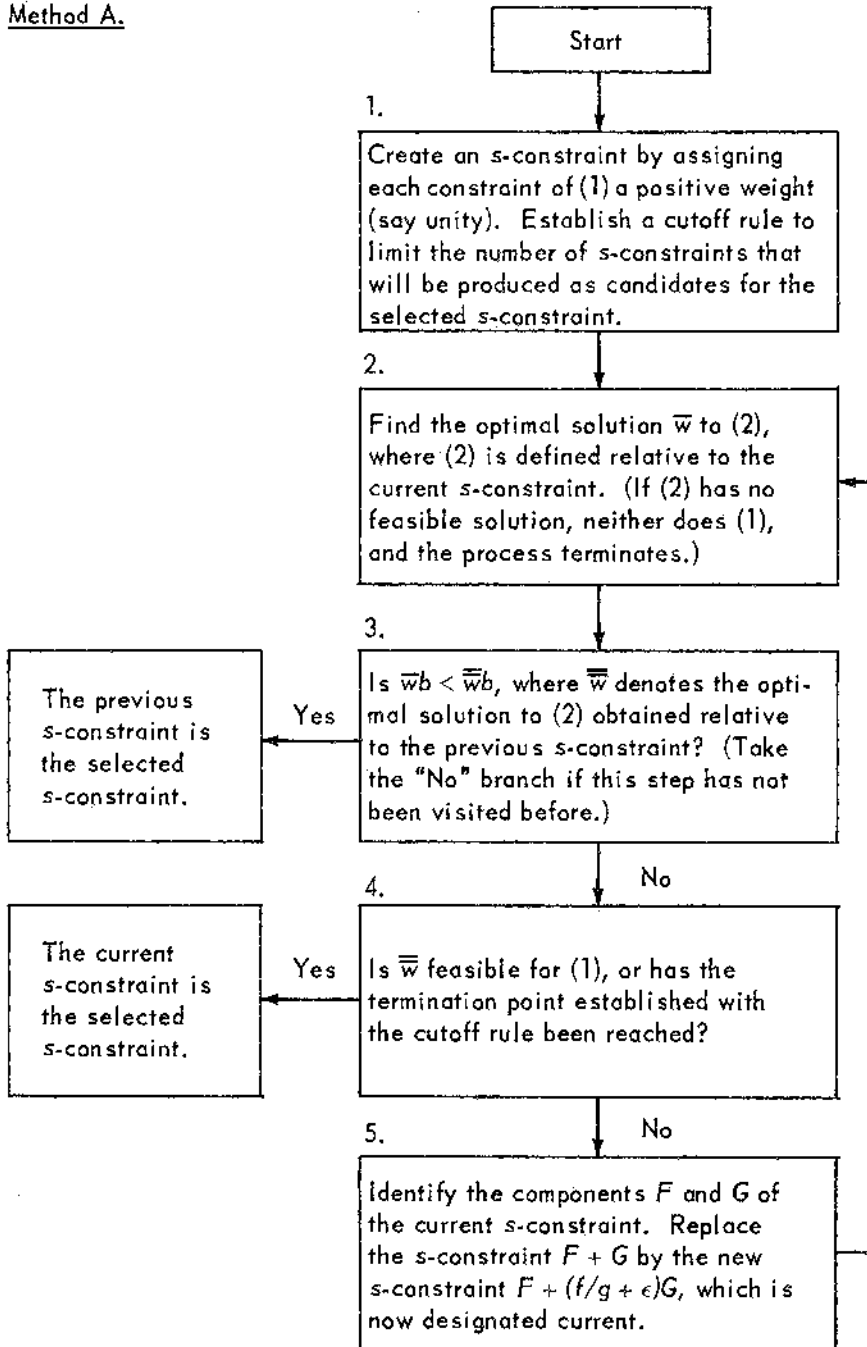 Method A.
Start
1.
Create an s-constraint by assigning
each constraint of (1) a positive weight
(say unity). Establish a cutoff rule to
limit the number of s-constraints that
will be produced as candidates for the
selected s-constraint.
2.
Find the optimal solution w̅ to (2),
where (2) is defined relative to the
current s-constraint. (If (2) has no
feasible solution, neither does (1),
and the process terminates.)
3.
Is w̅b < w̿b, where w̿ denotes the opti-
mal solution to (2) obtained relative
to the previous s-constraint? (Take
the "No" branch if this step has not
been visited before.)
Yes
The previous
s-constraint is
the selected
s-constraint.
No
4.
Is w̿ feasible for (1), or has the
termination point established with
the cutoff rule been reached?
Yes
The current
s-constraint is
the selected
s-constraint.
No
5.
Identify the components F and G of
the current s-constraint. Replace
the s-constraint F + G by the new
s-constraint F + (f/g + ϵ)G, which is
now designated current.